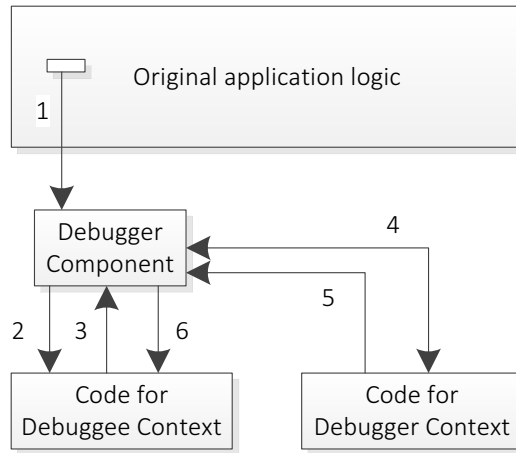 Original application logic
1
Debugger
Component
4
5
2
3
6
Code for
Debuggee Context
Code for
Debugger Context